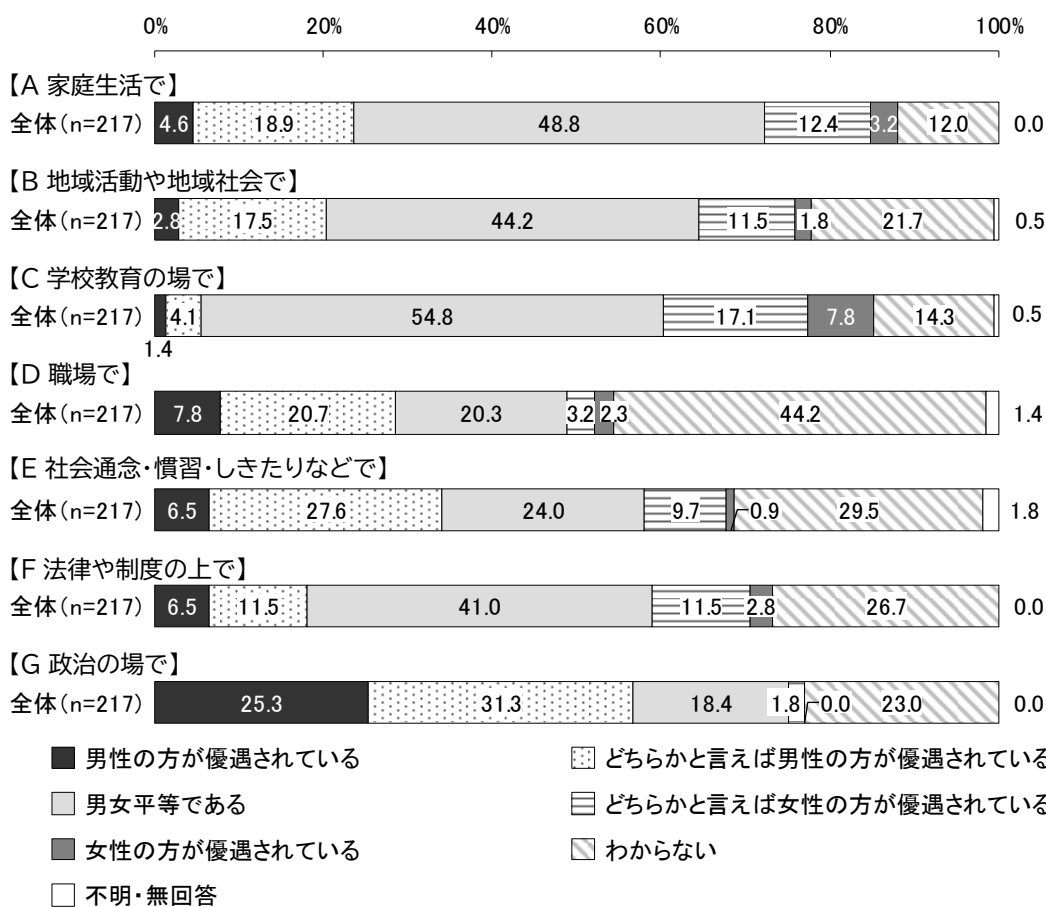 0% 20% 40% 60% 80% 100%
【A 家庭生活で】
全体(n=217) 4.6 18.9 48.8 12.4 3.2 12.0 0.0
【B 地域活動や地域社会で】
全体(n=217) 2.8 17.5 44.2 11.5 1.8 21.7 0.5
【C 学校教育の場で】
全体(n=217) 4.1 54.8 17.1 7.8 14.3 0.5
1.4
【D 職場で】
全体(n=217) 7.8 20.7 20.3 3.2 2.3 44.2 1.4
【E 社会通念・慣習・しきたりなどで】
全体(n=217) 6.5 27.6 24.0 9.7 0.9 29.5 1.8
【F 法律や制度の上で】
全体(n=217) 6.5 11.5 41.0 11.5 2.8 26.7 0.0
【G 政治の場で】
全体(n=217) 25.3 31.3 18.4 1.8 0.0 23.0 0.0
男性の方が優遇されている どちらかと言えば男性の方が優遇されている
男女平等である どちらかと言えば女性の方が優遇されている
女性の方が優遇されている わからない
不明・無回答